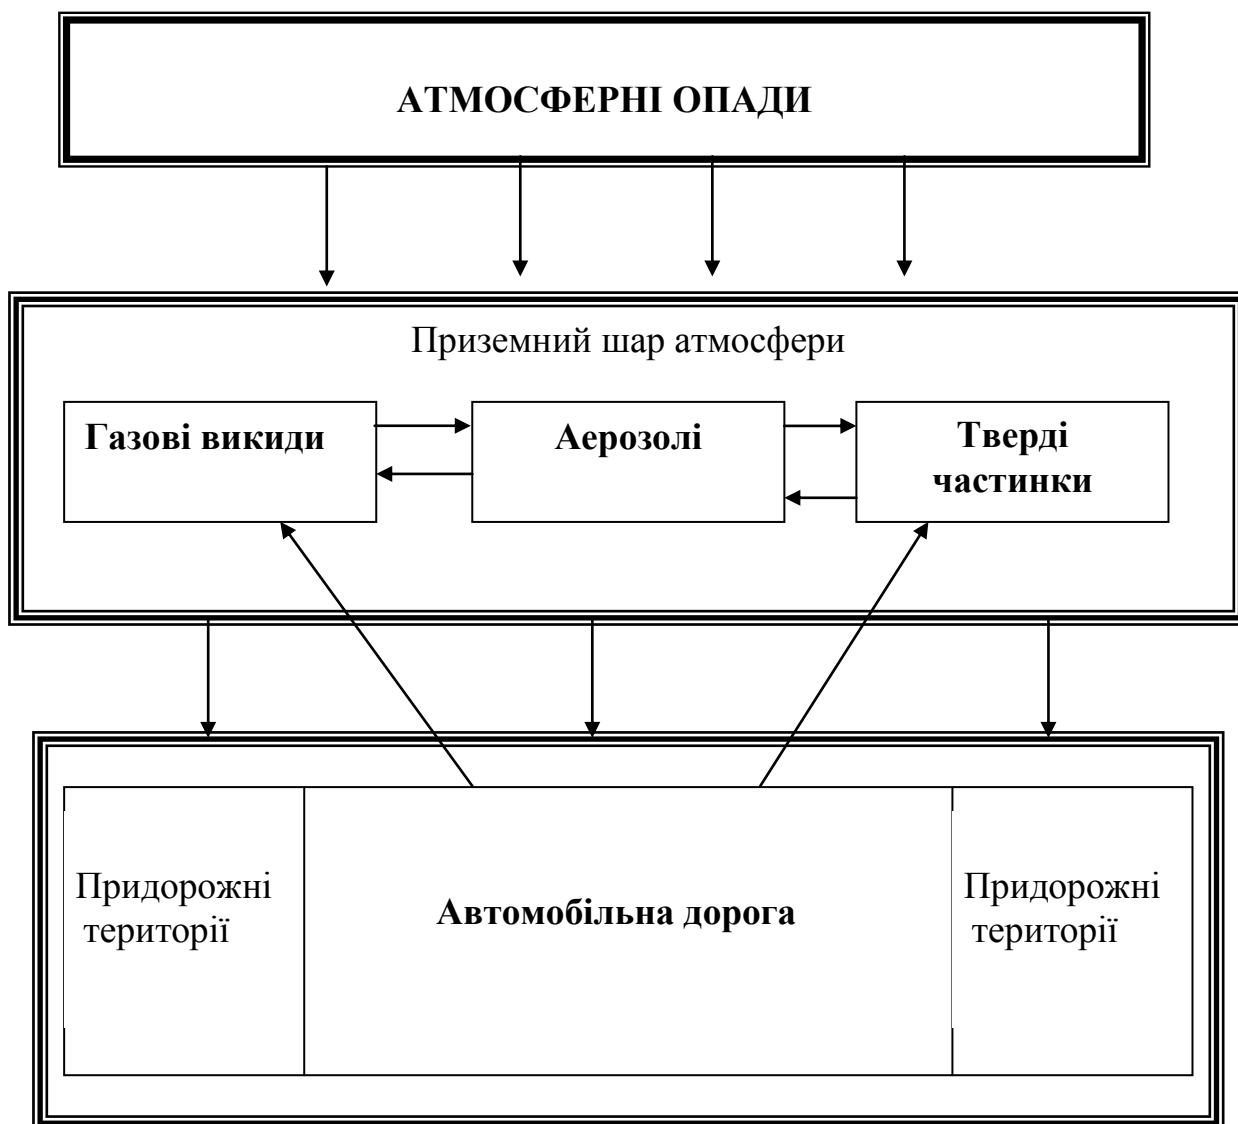 АТМОСФЕРНІ ОПАДИ
Приземний шар атмосфери
Газові викиди
Аерозолі
Тверді
частинки
Придорожні
території
Автомобільна дорога
Придорожні
території